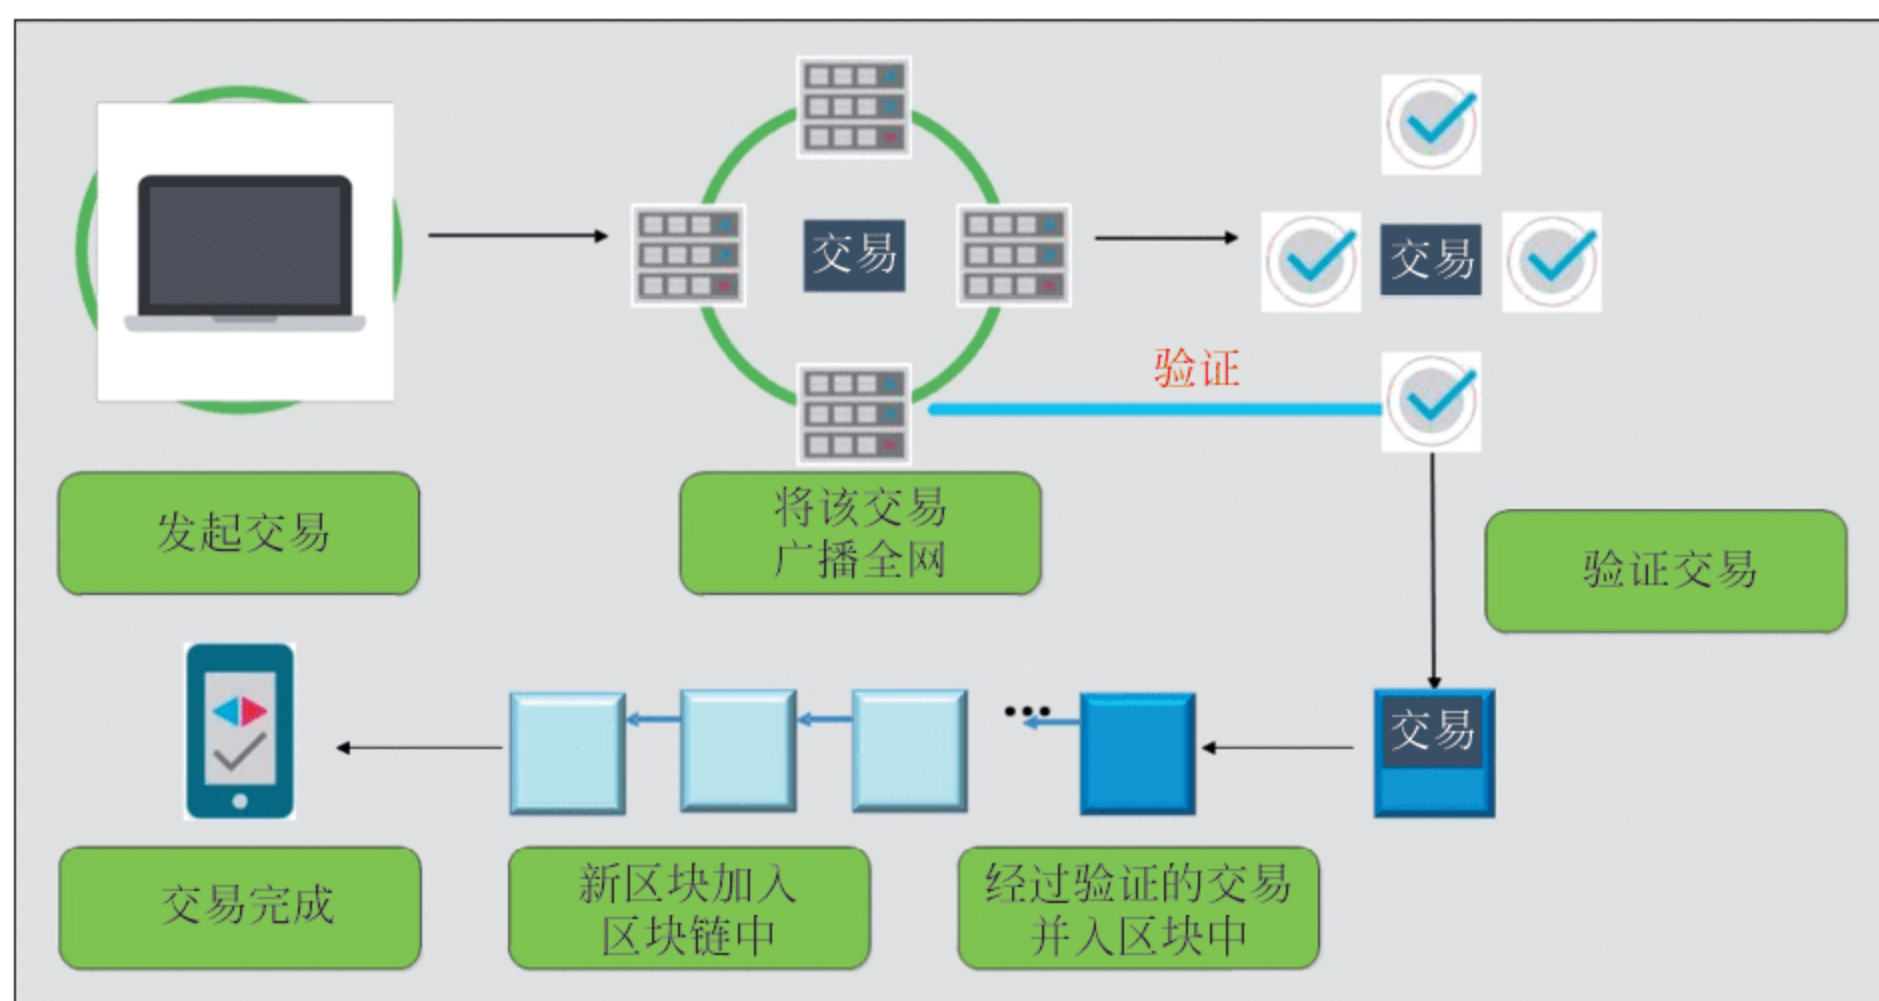 交易
交易
验证
发起交易
将该交易
广播全网
验证交易
交易
交易完成
新区块加入
区块链中
经过验证的交易
并入区块中